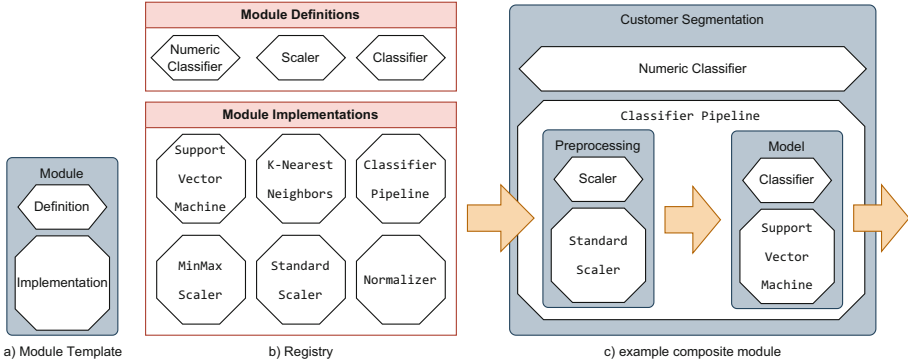 Module
Definition
Implementation
a) Module Template
Module Definitions
Numeric
Classifier
Scaler
Classifier
Module Implementations
Support
Vector
Machine
K-Nearest
Neighbors
Classifier
Pipeline
MinMax
Scaler
Standard
Scaler
Normalizer
b) Registry
Customer Segmentation
Numeric Classifier
Classifier Pipeline
Preprocessing
Scaler
Standard
Scaler
Model
Classifier
Support
Vector
Machine
c) example composite module